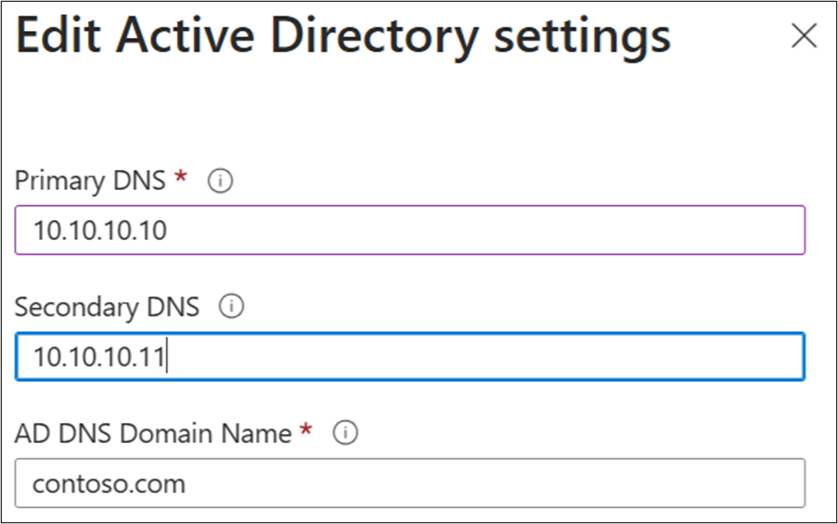 Edit Active Directory settings
Primary DNS *
10.10.10.10
Secondary DNS
10.10.10.11
AD DNS Domain Name *
contoso.com